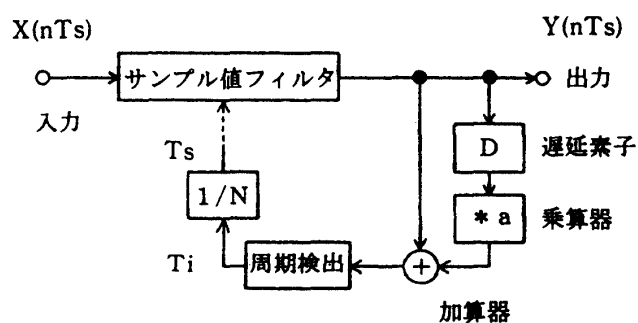 X(nTs)
Y(nTs)
サンプル値フィルタ
出力
入力
Ts
D
遅延素子
1/N
* a
乗算器
Ti
周期検出
+
加算器